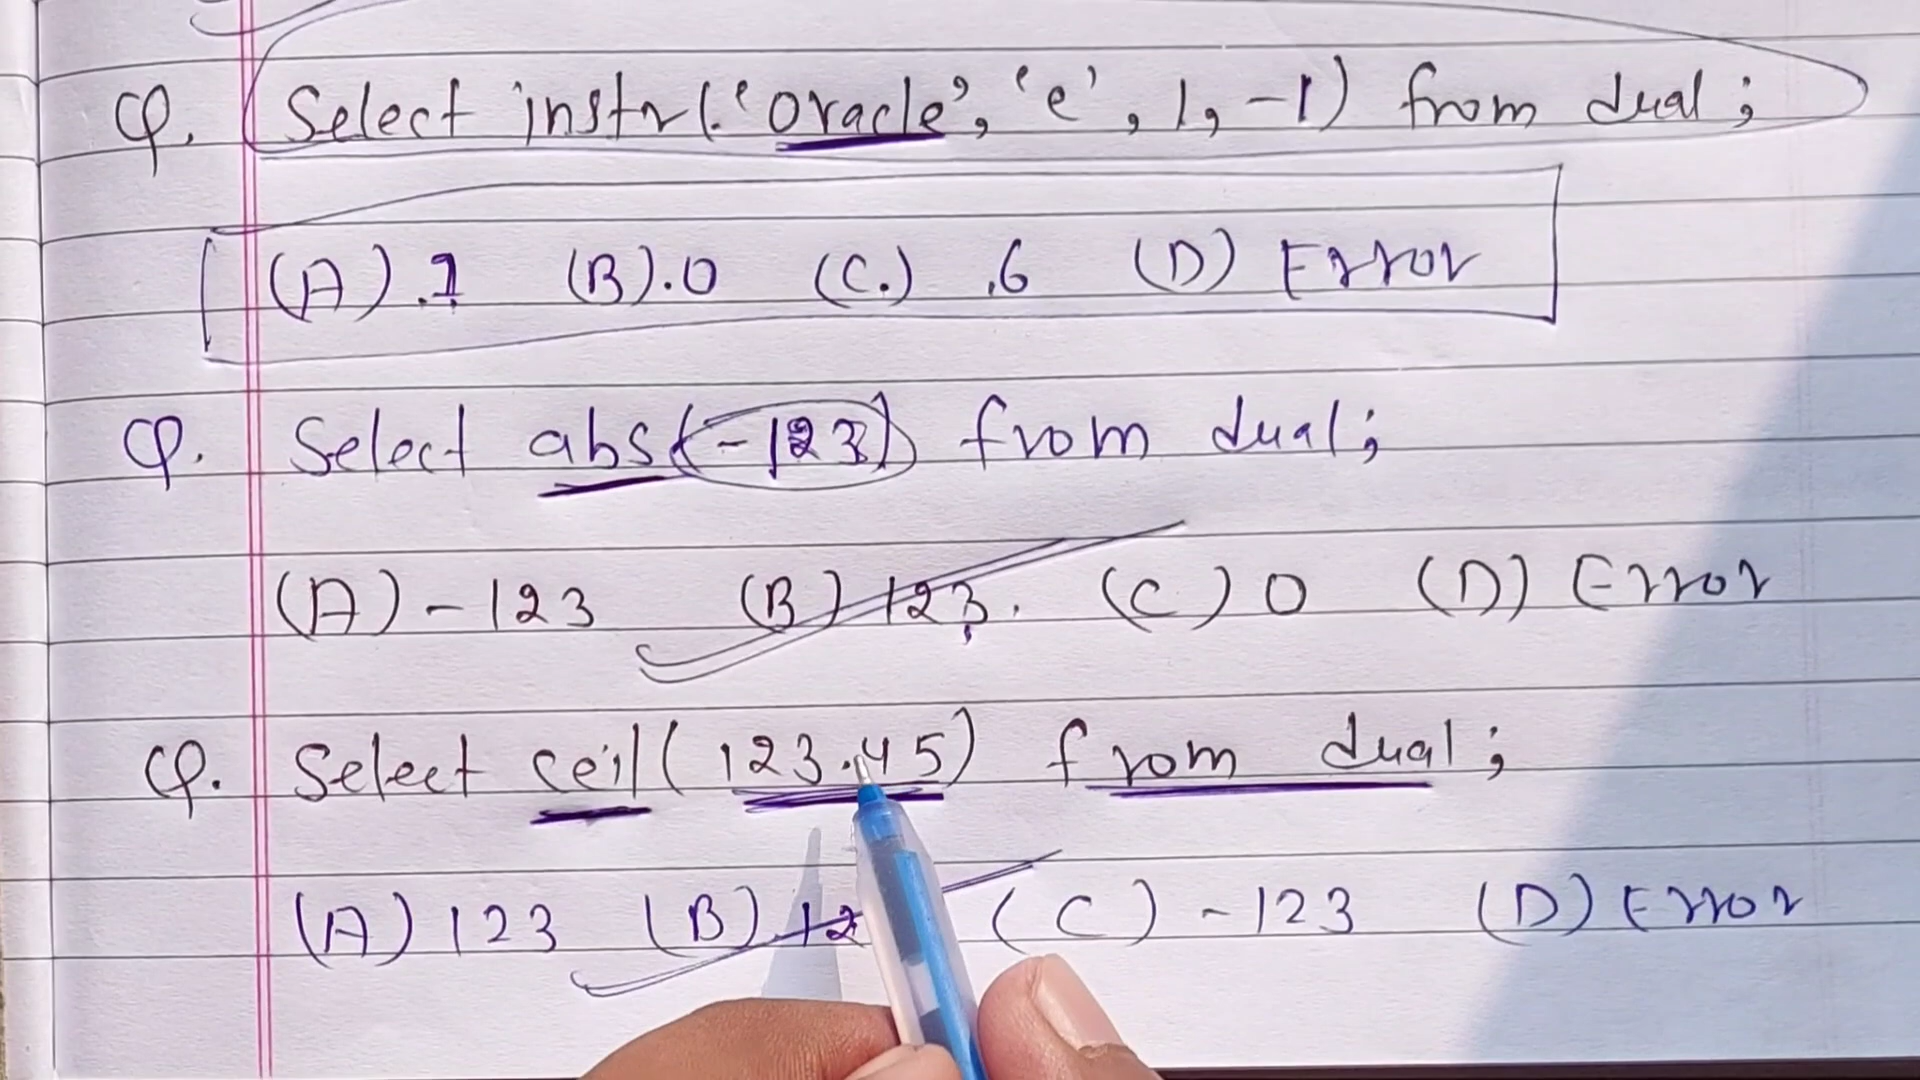 Q. Select instr('oracle', 'e', 1, -1) from dual;
(A) .1 (B) .0 (C.) .6 (D) Error
Q. Select abs(-123) from dual;
(A) -123 (B) 123. (C) 0 (D) Error
Q. Select ceil(123.45) from dual;
(A) 123 (B) 12 (C) -123 (D) Error